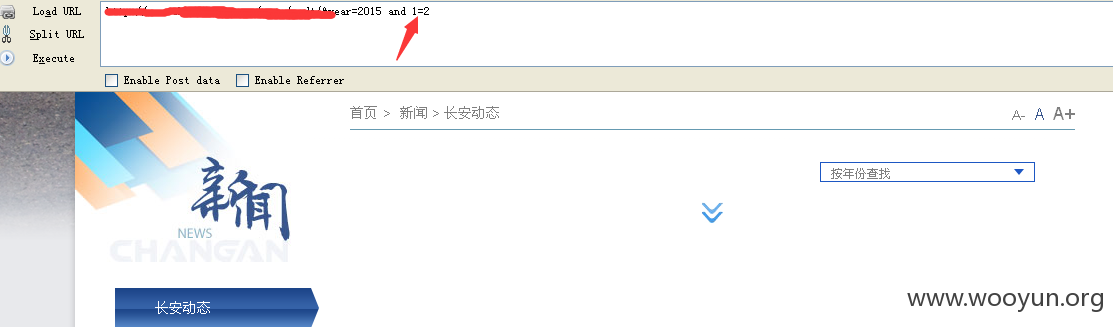 Load URL
Split URL
Execute
year=2015 and 1=2
Enable Post data
Enable Referrer
首页 > 新闻 > 长安动态
A- A A+
新闻
NEWS
CHANGAN
按年份查找
长安动态
www.wooyun.org